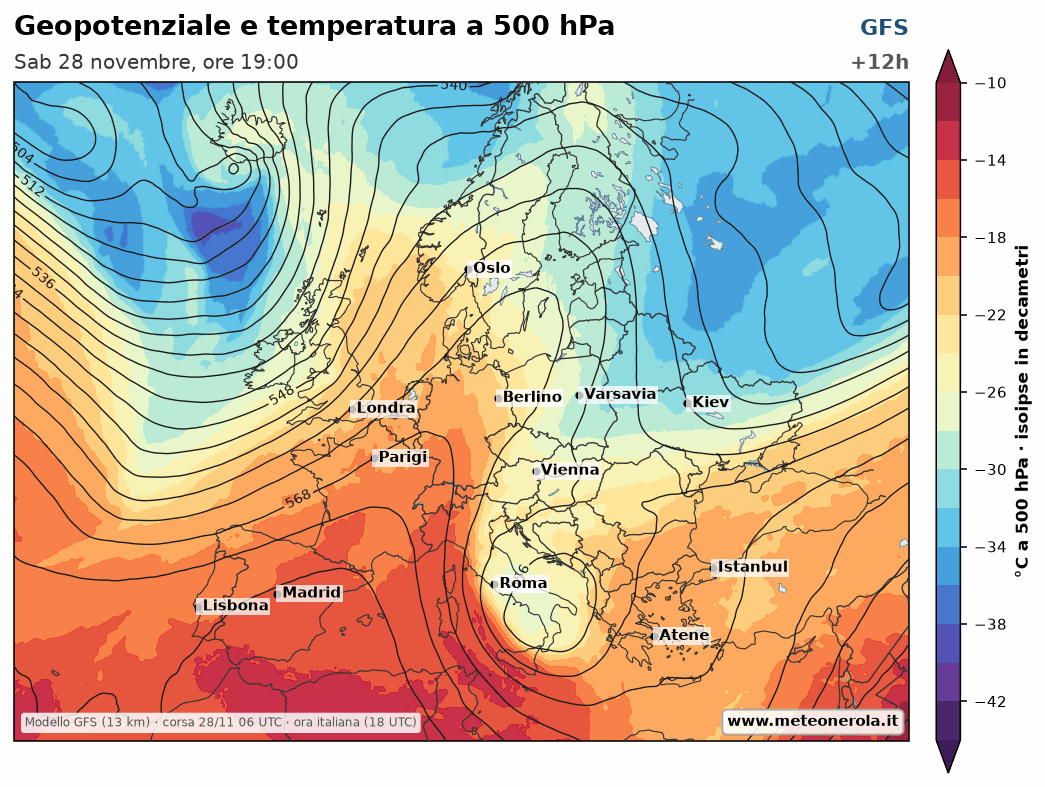 Geopotenziale e temperatura a 500 hPa
GFS
Sab 28 novembre, ore 19:00
+12h
540
504
512
536
548
568
Oslo
Londra
Berlino
Varsavia
Kiev
Parigi
Vienna
Roma
Istanbul
Madrid
Lisbona
Atene
−10
−14
−18
−22
−26
−30
−34
−38
−42
°C a 500 hPa · isoipse in decametri
Modello GFS (13 km) · corsa 28/11 06 UTC · ora italiana (18 UTC)
www.meteonerola.it